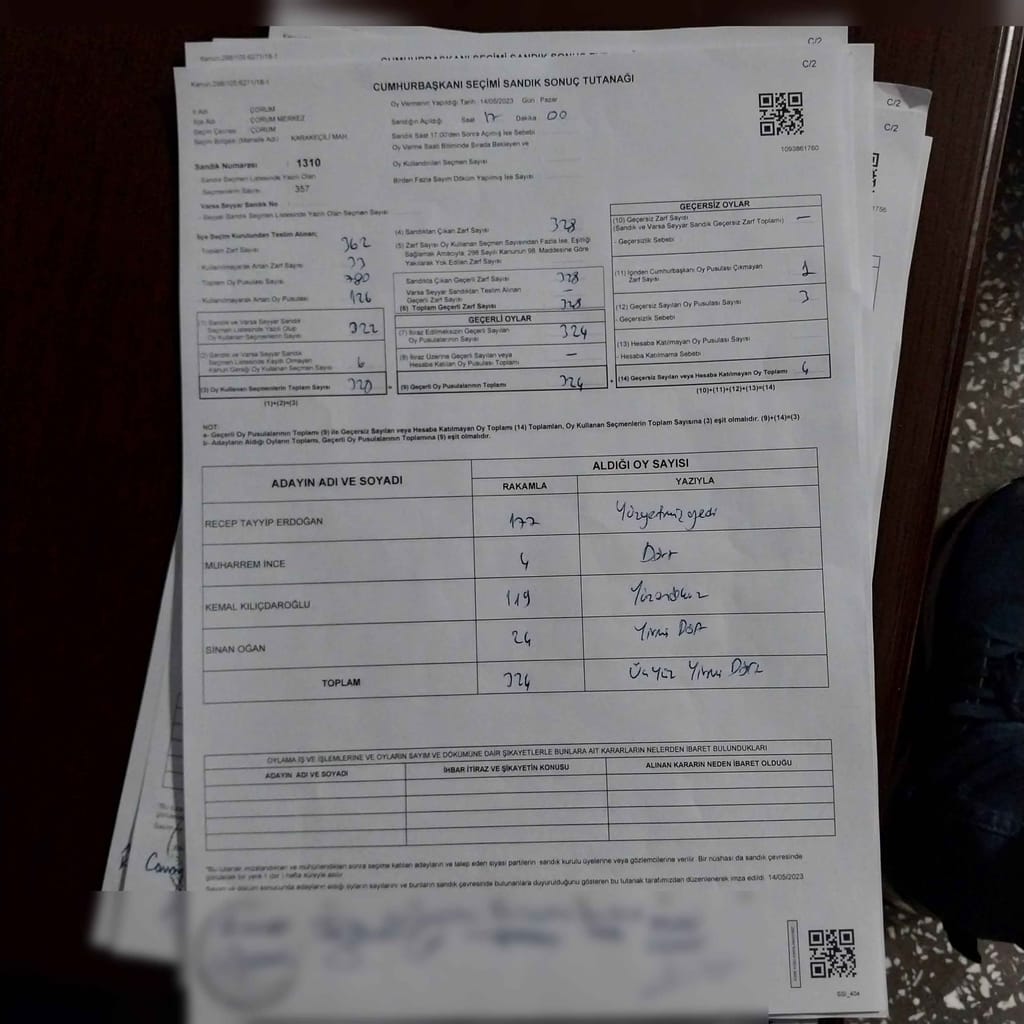 C/2
CUMHURBAŞKANI SEÇİMİ SANDIK SONUÇ TUTANAĞI
C/2
Kanun:298/105 6271/18-1
C/2
C/2
İl Adı : ÇORUM
İlçe Adı : ÇORUM MERKEZ
Seçim Çevresi : ÇORUM
Seçim Bölgesi (Mahalle Adı) : KARAKEÇİLİ MAH.
Sandık Numarası : 1310
Sandık Seçmen Listesinde Yazılı Olan
Seçmenlerin Sayısı : 357
Varsa Seyyar Sandık No
- Seyyar Sandık Seçmen Listesinde Yazılı Olan Seçmen Sayısı
Oy Vermenin Yapıldığı Tarih : 14/05/2023 Gün : Pazar
Sandığın Açıldığı Saat 17 Dakika 00
Sandık Saat 17.00'den Sonra Açılmış İse Sebebi
Oy Verme Saati Bitiminde Sırada Bekleyen ve
Oy Kullandırılan Seçmen Sayısı
Birden Fazla Sayım Döküm Yapılmış İse Sayısı
1093861760
İlçe Seçim Kurulundan Teslim Alınan;
Toplam Zarf Sayısı 362
Kullanılmayarak Artan Zarf Sayısı 33
Toplam Oy Pusulası Sayısı 780
Kullanılmayarak Artan Oy Pusulası 126
(1) Sandık ve Varsa Seyyar Sandık
Seçmen Listesinde Yazılı Olup
Oy Kullanan Seçmen Sayısı 322
(2) Sandık ve Varsa Seyyar Sandık
Seçmen Listesinde Kayıtlı Olmayan
Kanun Gereği Oy Kullanan Seçmen Sayısı 6
(3) Oy Kullanan Seçmenlerin Toplam Sayısı 328
(1)+(2)=(3)
(4) Sandıktan Çıkan Zarf Sayısı 328
(5) Zarf Sayısı Oy Kullanan Seçmen Sayısından Fazla İse, Eşitliği
Sağlamak Amacıyla, 298 Sayılı Kanunun 98. Maddesine Göre
Yakılarak Yok Edilen Zarf Sayısı
Sandıkta Çıkan Geçerli Zarf Sayısı 328
Varsa Seyyar Sandıktan Teslim Alınan
Geçerli Zarf Sayısı –
(6) Toplam Geçerli Zarf Sayısı 328
GEÇERLİ OYLAR
(7) İtiraz Edilmeksizin Geçerli Sayılan
Oy Pusulalarının Sayısı 324
(8) İtiraz Üzerine Geçerli Sayılan veya
Hesaba Katılan Oy Pusulası Toplamı –
(9) Geçerli Oy Pusulalarının Toplamı 324
GEÇERSİZ OYLAR
(10) Geçersiz Zarf Sayısı –
(Sandık ve Varsa Seyyar Sandık Geçersiz Zarf Toplamı)
- Geçersizlik Sebebi
(11) İçinden Cumhurbaşkanı Oy Pusulası Çıkmayan
Zarf Sayısı 1
(12) Geçersiz Sayılan Oy Pusulası Sayısı 3
- Geçersizlik Sebebi
(13) Hesaba Katılmayan Oy Pusula Sayısı
- Hesaba Katılmama Sebebi
(14) Geçersiz Sayılan veya Hesaba Katılmayan Oy Toplamı 4
(10)+(11)+(12)+(13)=(14)
NOT:
a- Geçerli Oy Pusulalarının Toplamı (9) ile Geçersiz Sayılan veya Hesaba Katılmayan Oy Toplamı (14) Toplamları, Oy Kullanan Seçmenlerin Toplam Sayısına (3) eşit olmalıdır. (9)+(14)=(3)
b- Adayların Aldığı Oyların Toplamı, Geçerli Oy Pusulalarının Toplamına (9) eşit olmalıdır.
ADAYIN ADI VE SOYADI ALDIĞI OY SAYISI
RAKAMLA YAZIYLA
RECEP TAYYİP ERDOĞAN 177 Yüzyetmişyedi
MUHARREM İNCE 4 Dört
KEMAL KILIÇDAROĞLU 119 Yüzondokuz
SİNAN OĞAN 24 Yirmi Dört
TOPLAM 324 Üçyüz Yirmi Dört
OYLAMA İŞ VE İŞLEMLERİNE VE OYLARIN SAYIM VE DÖKÜMÜNE DAİR ŞİKAYETLERLE BUNLARA AİT KARARLARIN NELERDEN İBARET BULUNDUKLARI
ADAYIN ADI VE SOYADI İHBAR İTİRAZ VE ŞİKAYETİN KONUSU ALINAN KARARIN NEDEN İBARET OLDUĞU
*Bu tutanak imzalandıktan ve mühürlendikten sonra seçime katılan adayların ve talep eden siyasi partilerin sandık kurulu üyelerine veya gözlemcilerine verilir. Bir nüshası da sandık çevresinde
görülebilir bir yere 1 (bir) hafta süreyle asılır.
Sayım ve döküm sonucunda adayların aldığı oyların sayılarını ve bunların sandık çevresinde bulunanlara duyurulduğunu gösteren bu tutanak tarafımızdan düzenlenerek imza edildi. 14/05/2023